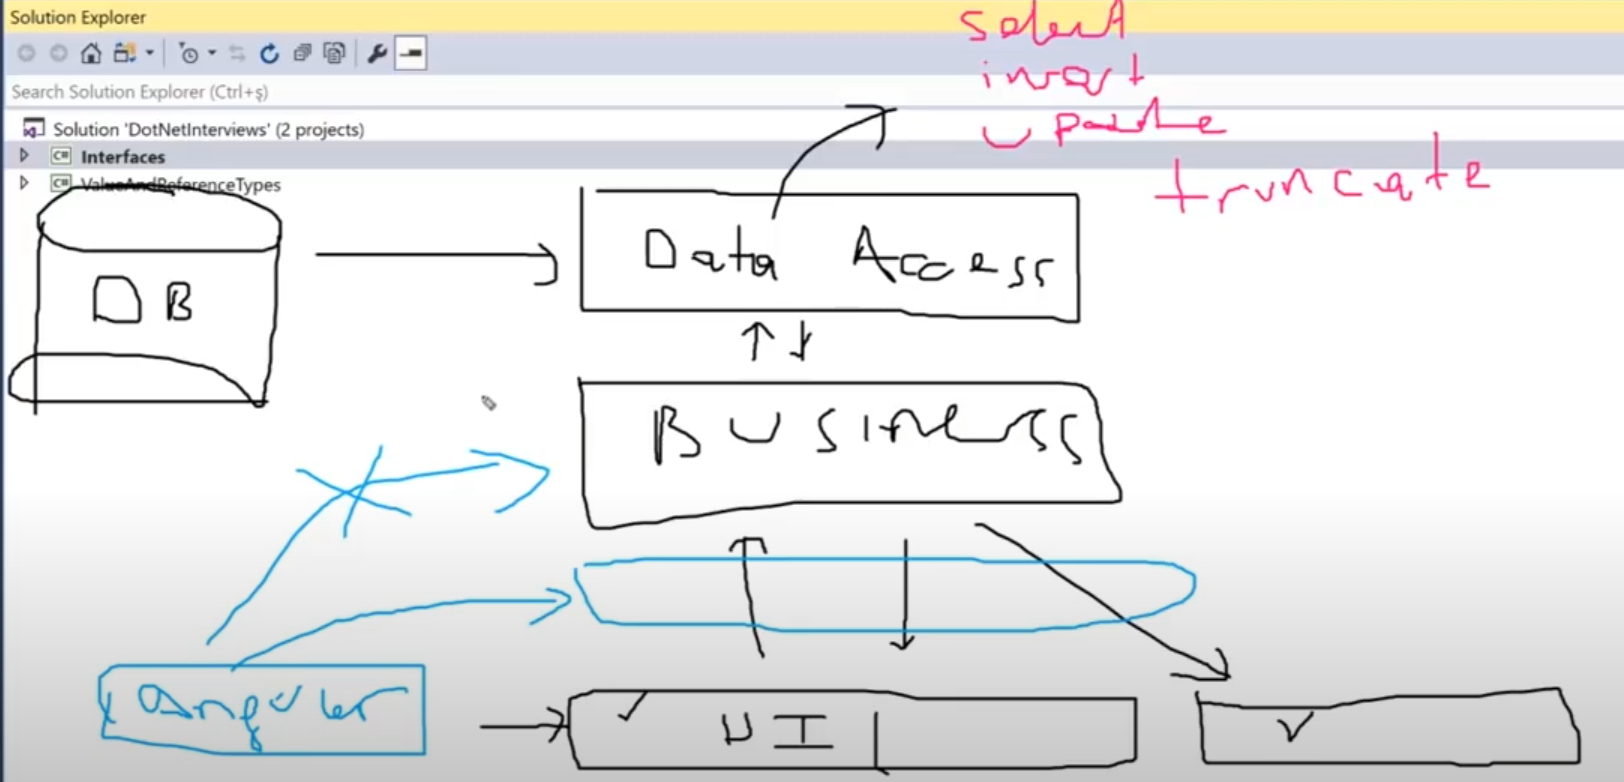 Solution Explorer
Search Solution Explorer (Ctrl+ş)
Solution 'DotNetInterviews' (2 projects)
C# Interfaces
C# ValueAndReferenceTypes
select
insert
update
truncate
DB
Data Access
Business
Angular
UI